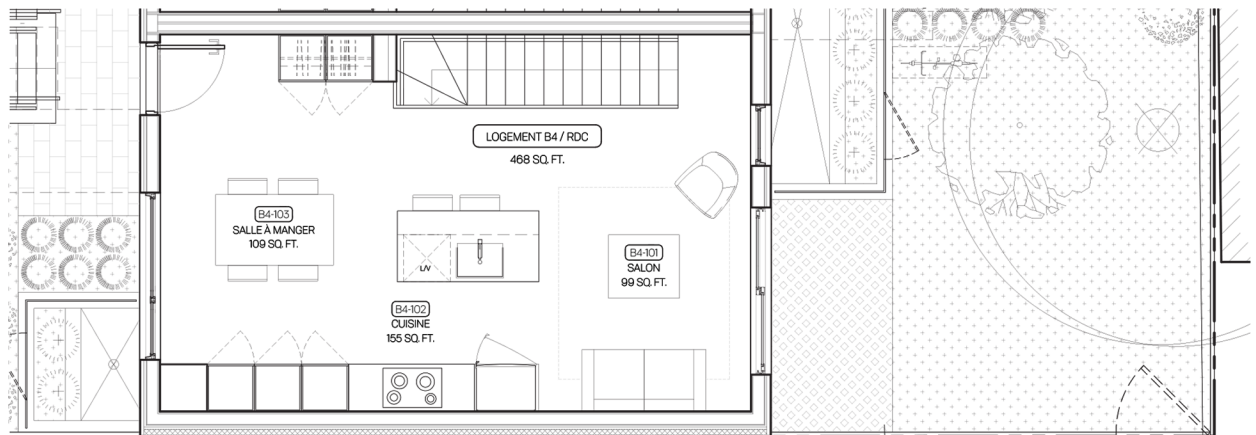 LOGEMENT B4 / RDC
468 SQ. FT.
B4-103
SALLE À MANGER
109 SQ. FT.
L/V
B4-101
SALON
99 SQ. FT.
B4-102
CUISINE
155 SQ. FT.